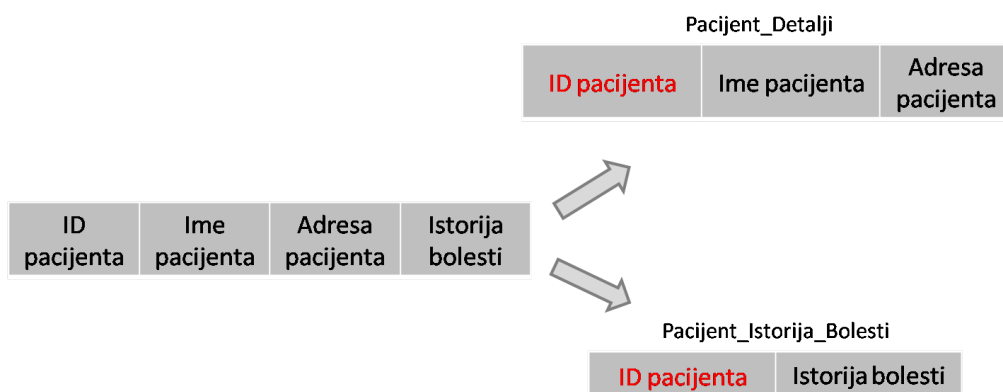 Pacijent_Detalji
ID pacijenta
Ime pacijenta
Adresa
pacijenta
ID
pacijenta
Ime
pacijenta
Adresa
pacijenta
Istorija
bolesti
Pacijent_Istorija_Bolesti
ID pacijenta
Istorija bolesti